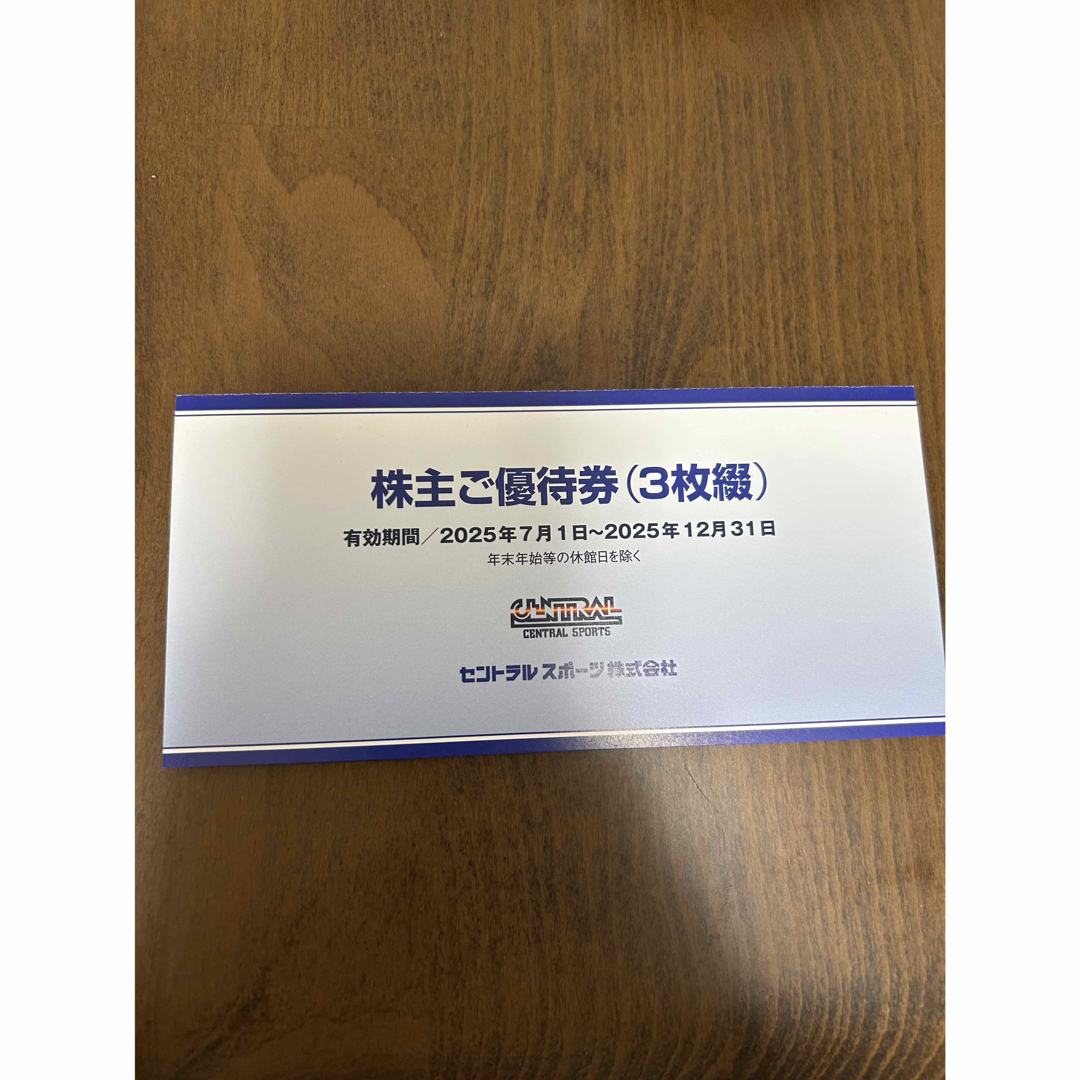 株主ご優待券(3枚綴)
有効期間/2025年7月1日~2025年12月31日
年末年始等の休館日を除く
CENTRAL
CENTRAL SPORTS
セントラルスポーツ株式会社